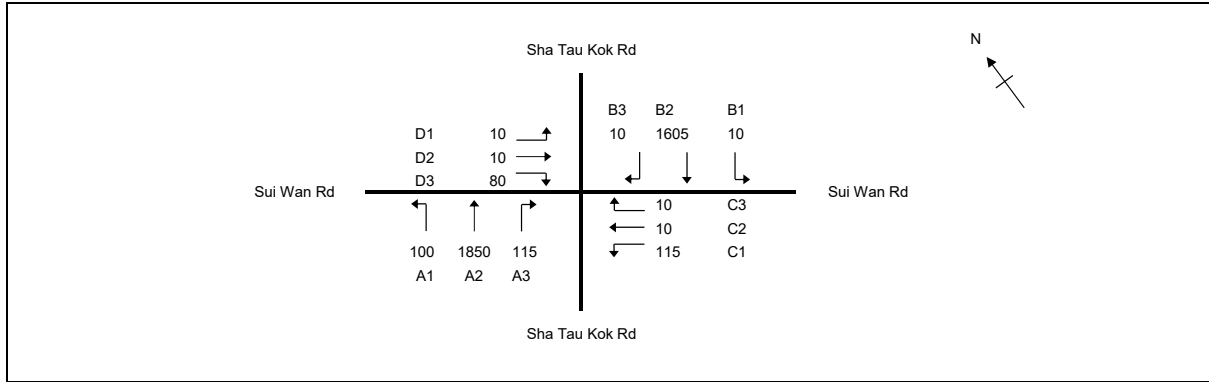 Sha Tau Kok Rd
N
B3 B2 B1
D1 10 10 1605 10
D2 10
D3 80
Sui Wan Rd Sui Wan Rd
10 C3
10 C2
100 1850 115 115 C1
A1 A2 A3
Sha Tau Kok Rd